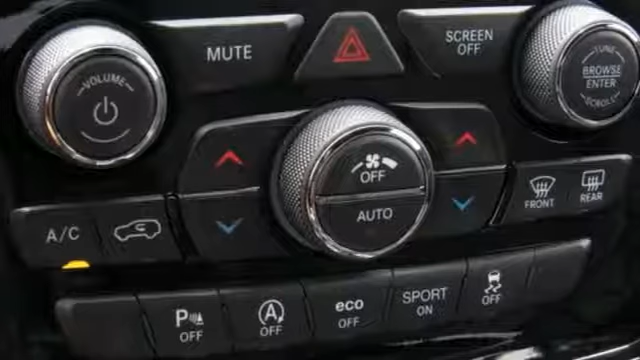 VOLUME
MUTE
SCREEN
OFF
TUNE
BROWSE
ENTER
SCROLL
OFF
AUTO
A/C
FRONT
REAR
P
OFF
A
OFF
eco
OFF
SPORT
ON
OFF